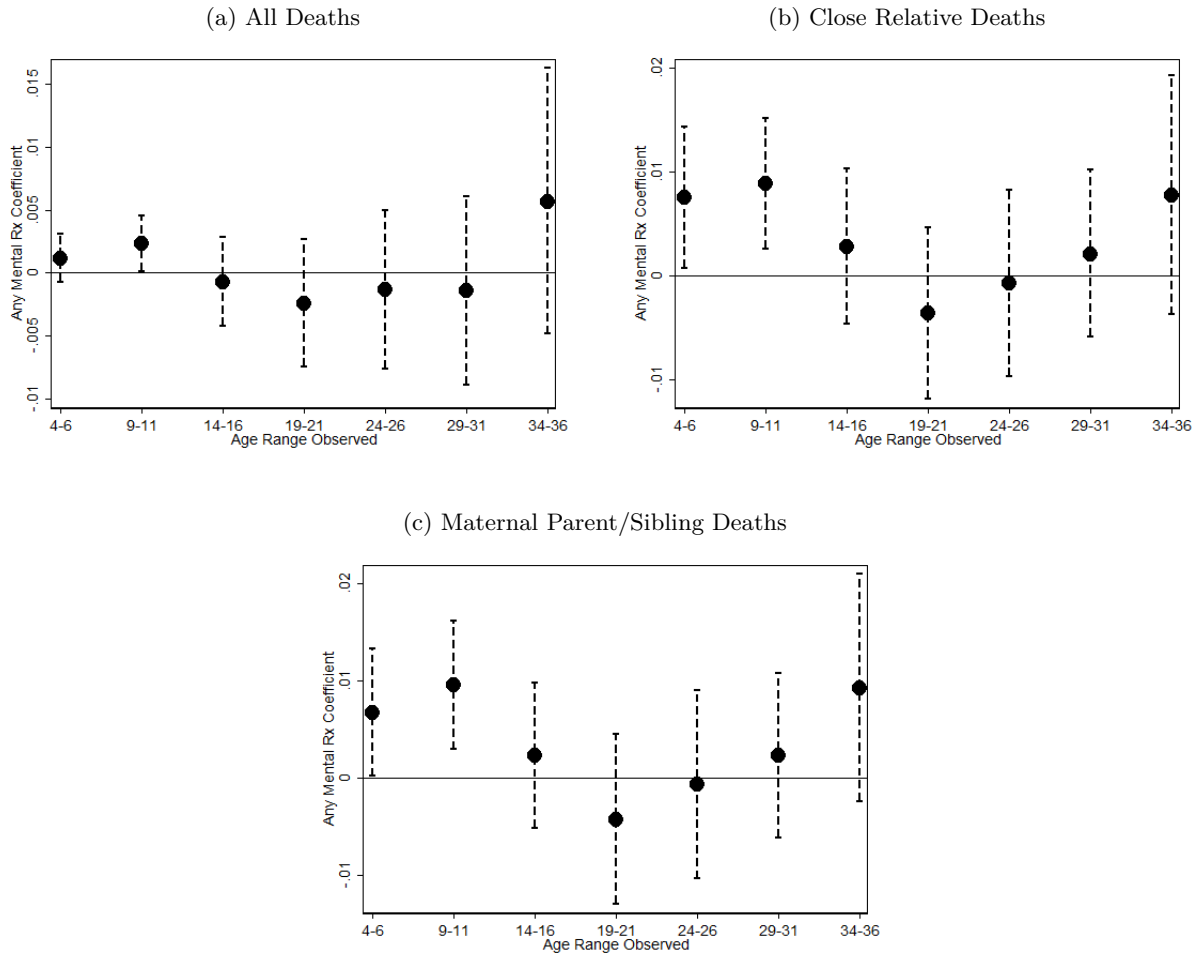 (a) All Deaths
Any Mental Rx Coefficient
.015
.01
.005
0
-.005
-.01
4-6 9-11 14-16 19-21 24-26 29-31 34-36
Age Range Observed
(b) Close Relative Deaths
Any Mental Rx Coefficient
.02
.01
0
-.01
4-6 9-11 14-16 19-21 24-26 29-31 34-36
Age Range Observed
(c) Maternal Parent/Sibling Deaths
Any Mental Rx Coefficient
.02
.01
0
-.01
4-6 9-11 14-16 19-21 24-26 29-31 34-36
Age Range Observed